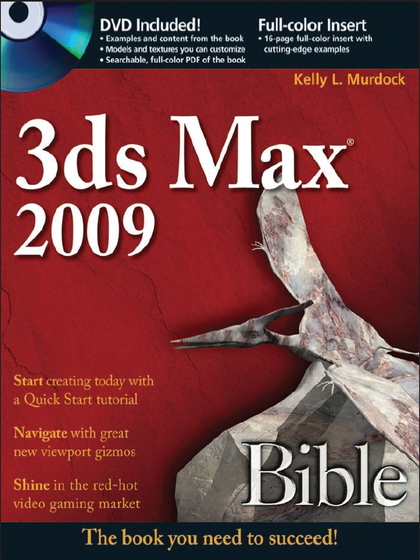 DVD Included!
• Examples and content from the book
• Models and textures you can customize
• Searchable, full-color PDF of the book
Full-color Insert
• 16-page full-color insert with
cutting-edge examples
Kelly L. Murdock
3ds Max®
2009
Start creating today with
a Quick Start tutorial
Navigate with great
new viewport gizmos
Shine in the red-hot
video gaming market
Bible
The book you need to succeed!